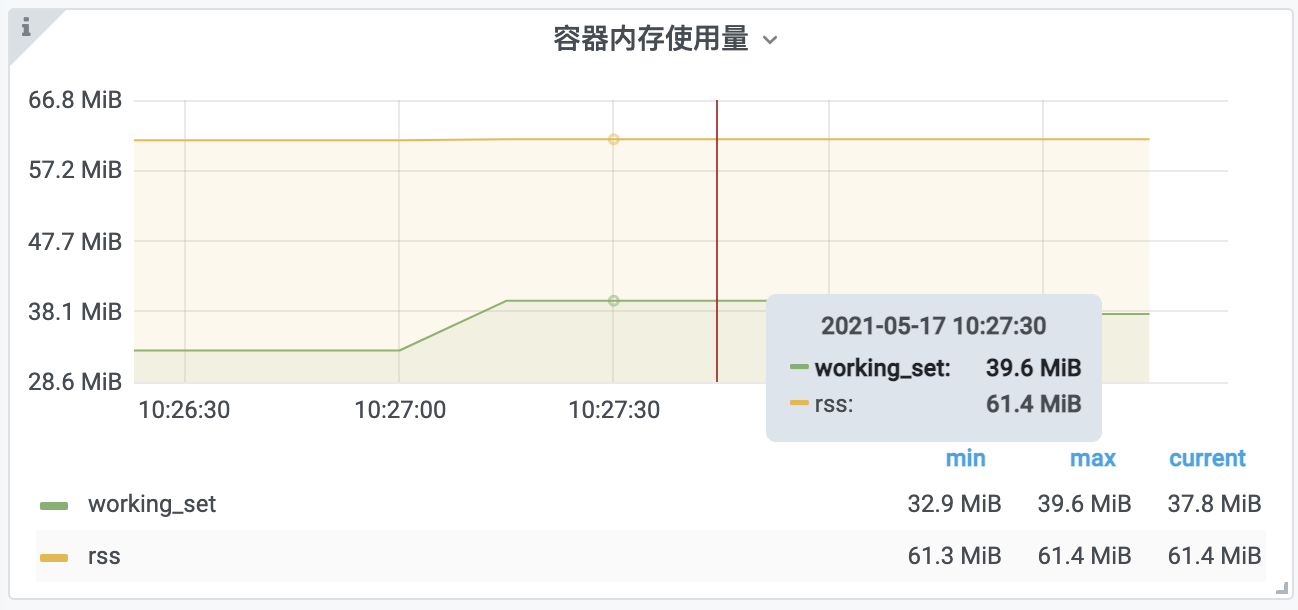 i
容器内存使用量
66.8 MiB
57.2 MiB
47.7 MiB
38.1 MiB
28.6 MiB
10:26:30 10:27:00 10:27:30
2021-05-17 10:27:30
working_set: 39.6 MiB
rss: 61.4 MiB
min max current
working_set 32.9 MiB 39.6 MiB 37.8 MiB
rss 61.3 MiB 61.4 MiB 61.4 MiB